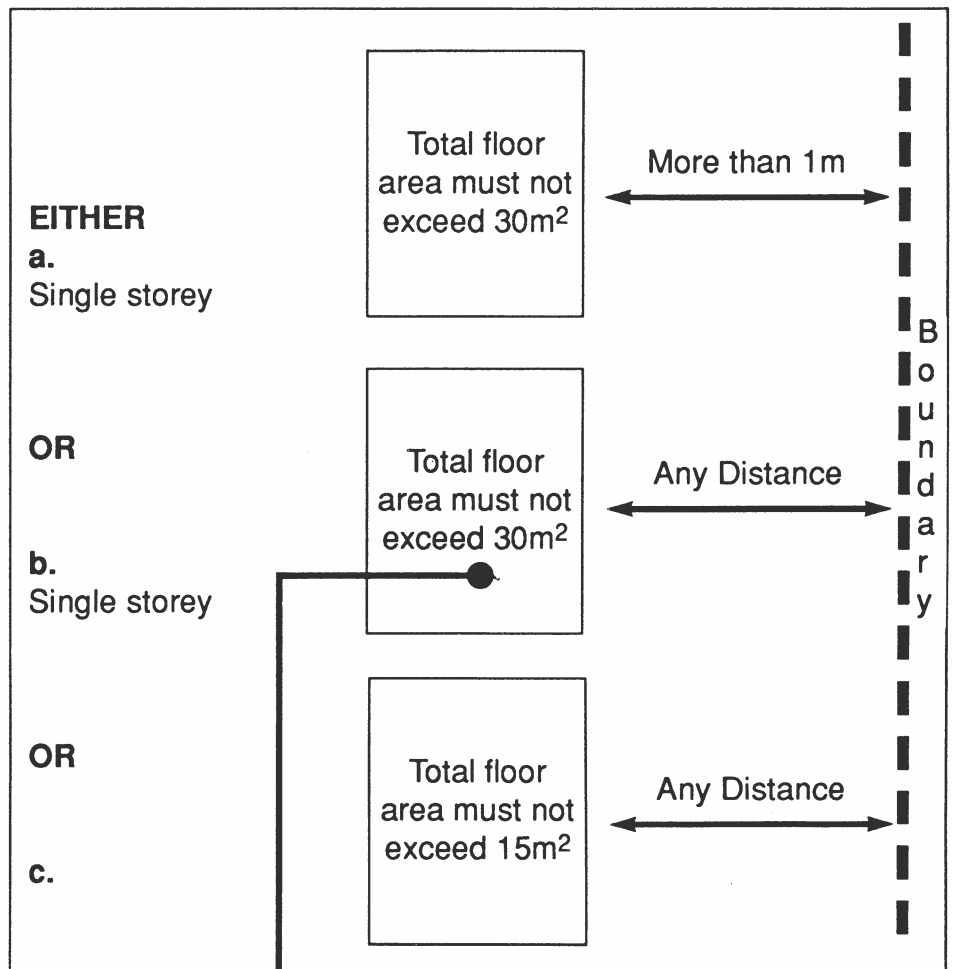 Total floor
area must not
exceed 30m²
More than 1m
EITHER
a.
Single storey
Boundary
OR
Total floor
area must not
exceed 30m²
Any Distance
b.
Single storey
OR
Total floor
area must not
exceed 15m²
Any Distance
c.